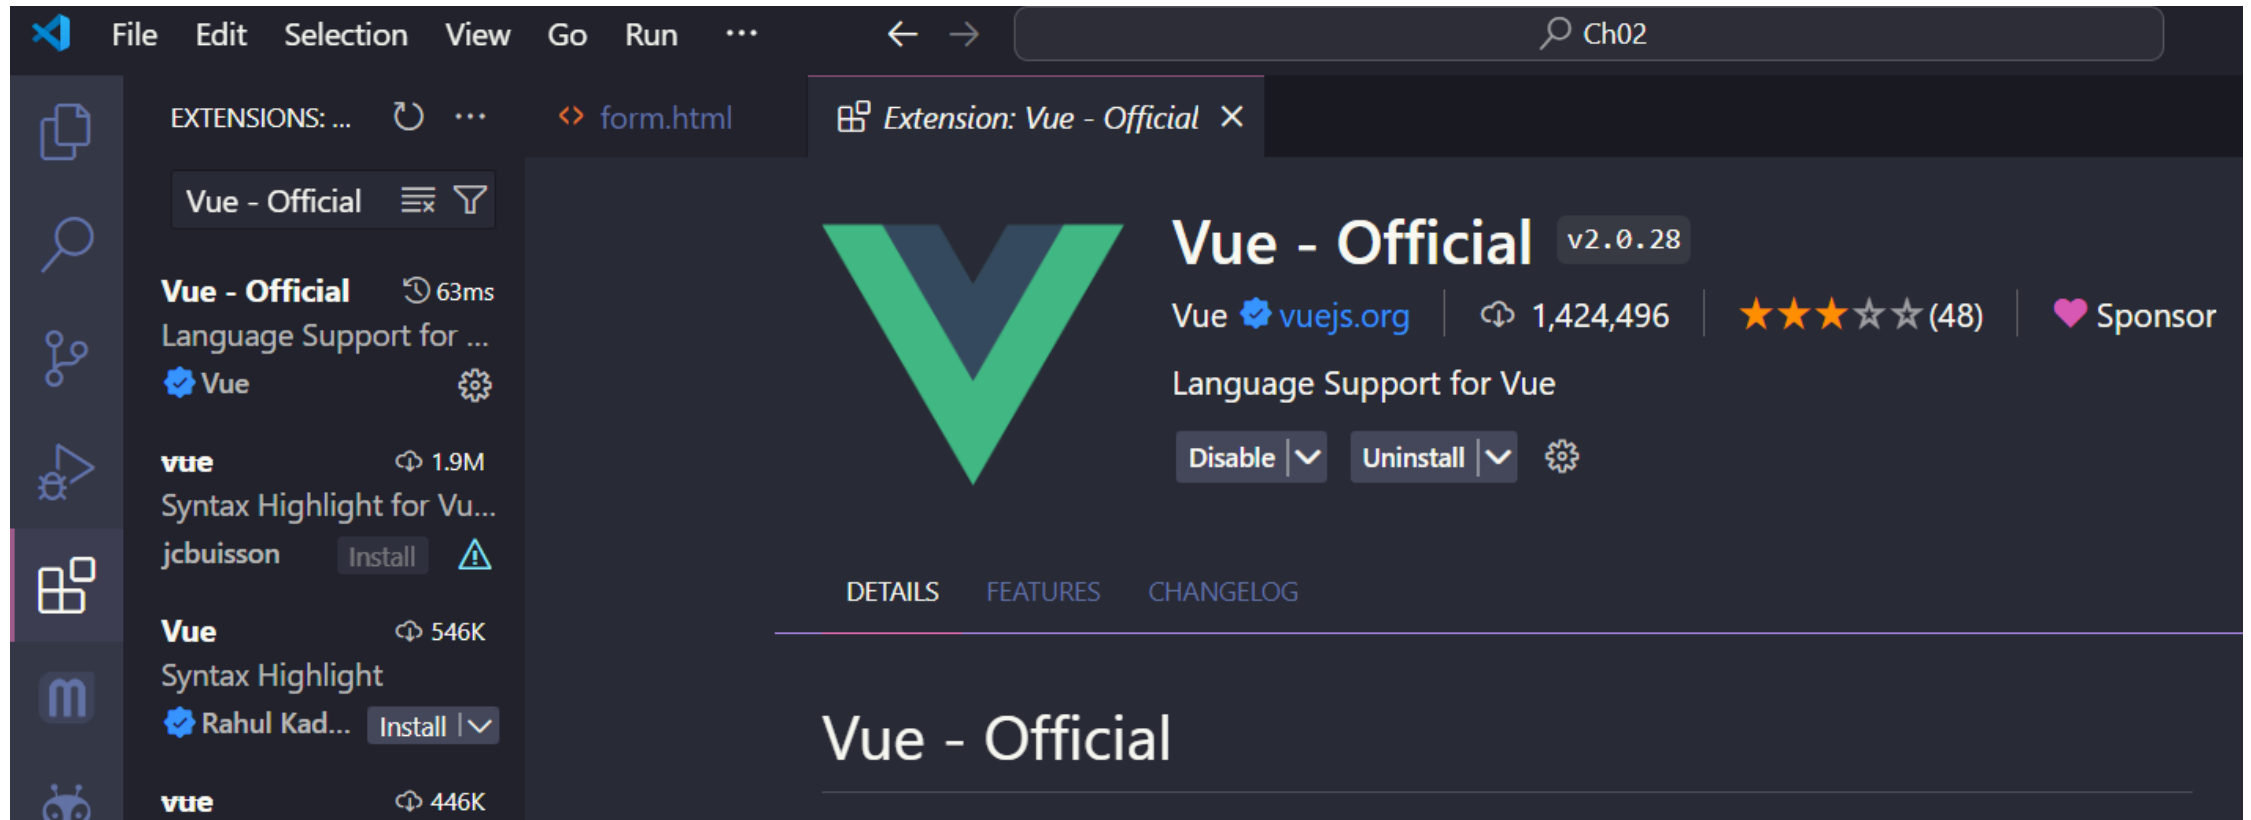 File Edit Selection View Go Run ... Ch02
EXTENSIONS: ...
form.html
Extension: Vue - Official
Vue - Official
Vue - Official 63ms
Language Support for ...
Vue
vue 1.9M
Syntax Highlight for Vu...
jcbuisson Install
Vue 546K
Syntax Highlight
Rahul Kad... Install
vue 446K
Vue - Official v2.0.28
Vue vuejs.org 1,424,496 (48) Sponsor
Language Support for Vue
Disable Uninstall
DETAILS FEATURES CHANGELOG
Vue - Official